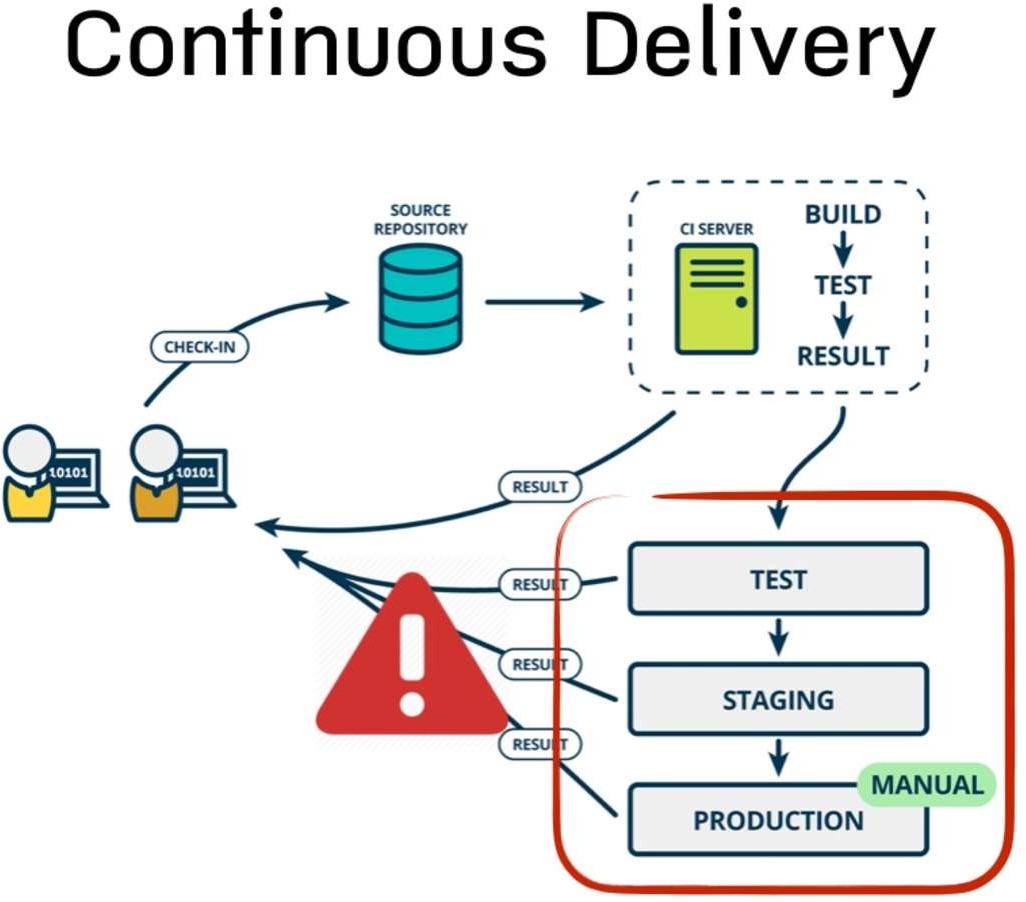 Continuous Delivery
SOURCE
REPOSITORY
CI SERVER
BUILD
TEST
RESULT
CHECK-IN
10101
10101
RESULT
RESULT
TEST
RESULT
STAGING
RESULT
MANUAL
PRODUCTION